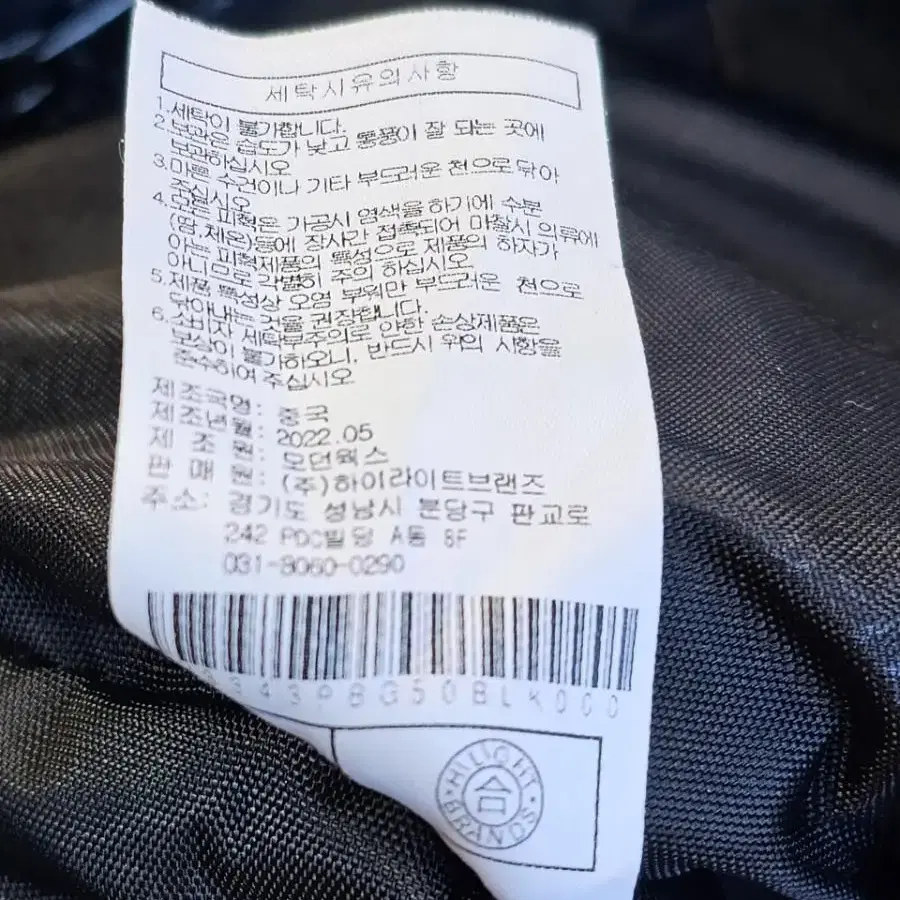 세탁시유의사항
1.세탁이 불가합니다.
2.보관은 습도가 낮고 통풍이 잘 되는 곳에
보관하십시오
3.마른 수건이나 기타 부드러운 천으로 닦아
주십시오
4.모든 피혁은 가공시 염색을 하기에 수분
(땀,체온)등에 장시간 접촉되어 마찰시 의류에
아는 피혁제품의 특성으로 제품의 하자가
아니므로 각별히 주의 하십시오
5.제품 특성상 오염 부위만 부드러운 천으로
닦아내는 것을 권장합니다.
6.소비자 세탁부주의로 인한 손상제품은
보상이 불가하오니, 반드시 위의 사항을
준수하여 주십시오
제조국명: 중국
제조년월: 2022.05
제 조 원: 모던웍스
판 매 원: (주)하이라이트브랜즈
주소: 경기도 성남시 분당구 판교로
242 PDC빌딩 A동 8F
031-8060-0290
HILIGHT
合
BRANDS